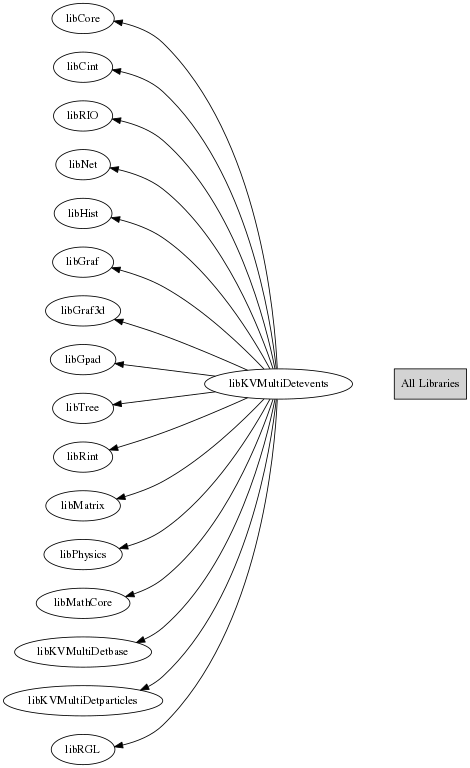 libCore
libCint
libRIO
libNet
libHist
libGraf
libGraf3d
libGpad
libKVMultiDetevents
All Libraries
libTree
libRint
libMatrix
libPhysics
libMathCore
libKVMultiDetbase
libKVMultiDetparticles
libRGL